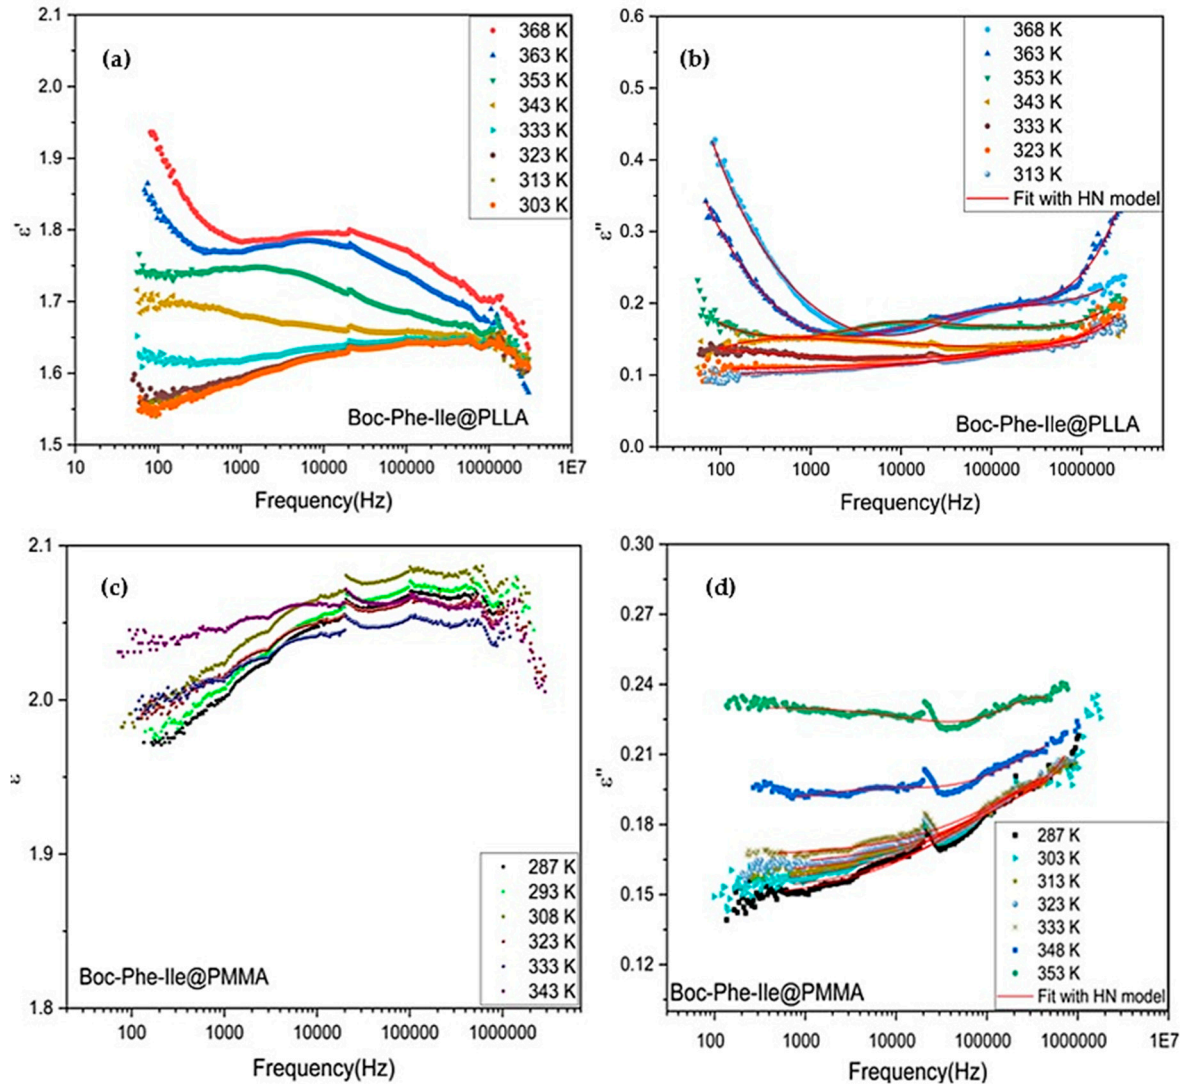 (a)
ε'
2.1
2.0
1.9
1.8
1.7
1.6
1.5
368 K
363 K
353 K
343 K
333 K
323 K
313 K
303 K
Boc-Phe-Ile@PLLA
10 100 1000 10000 100000 1000000 1E7
Frequency(Hz)
(b)
ε''
0.6
0.5
0.4
0.3
0.2
0.1
0.0
368 K
363 K
353 K
343 K
333 K
323 K
313 K
Fit with HN model
Boc-Phe-Ile@PLLA
100 1000 10000 100000 1000000
Frequency(Hz)
(c)
ε
2.1
2.0
1.9
1.8
287 K
293 K
308 K
323 K
333 K
343 K
Boc-Phe-Ile@PMMA
100 1000 10000 100000 1000000
Frequency(Hz)
(d)
ε''
0.30
0.27
0.24
0.21
0.18
0.15
0.12
287 K
303 K
313 K
323 K
333 K
348 K
353 K
Fit with HN model
Boc-Phe-Ile@PMMA
100 1000 10000 100000 1000000 1E7
Frequency(Hz)